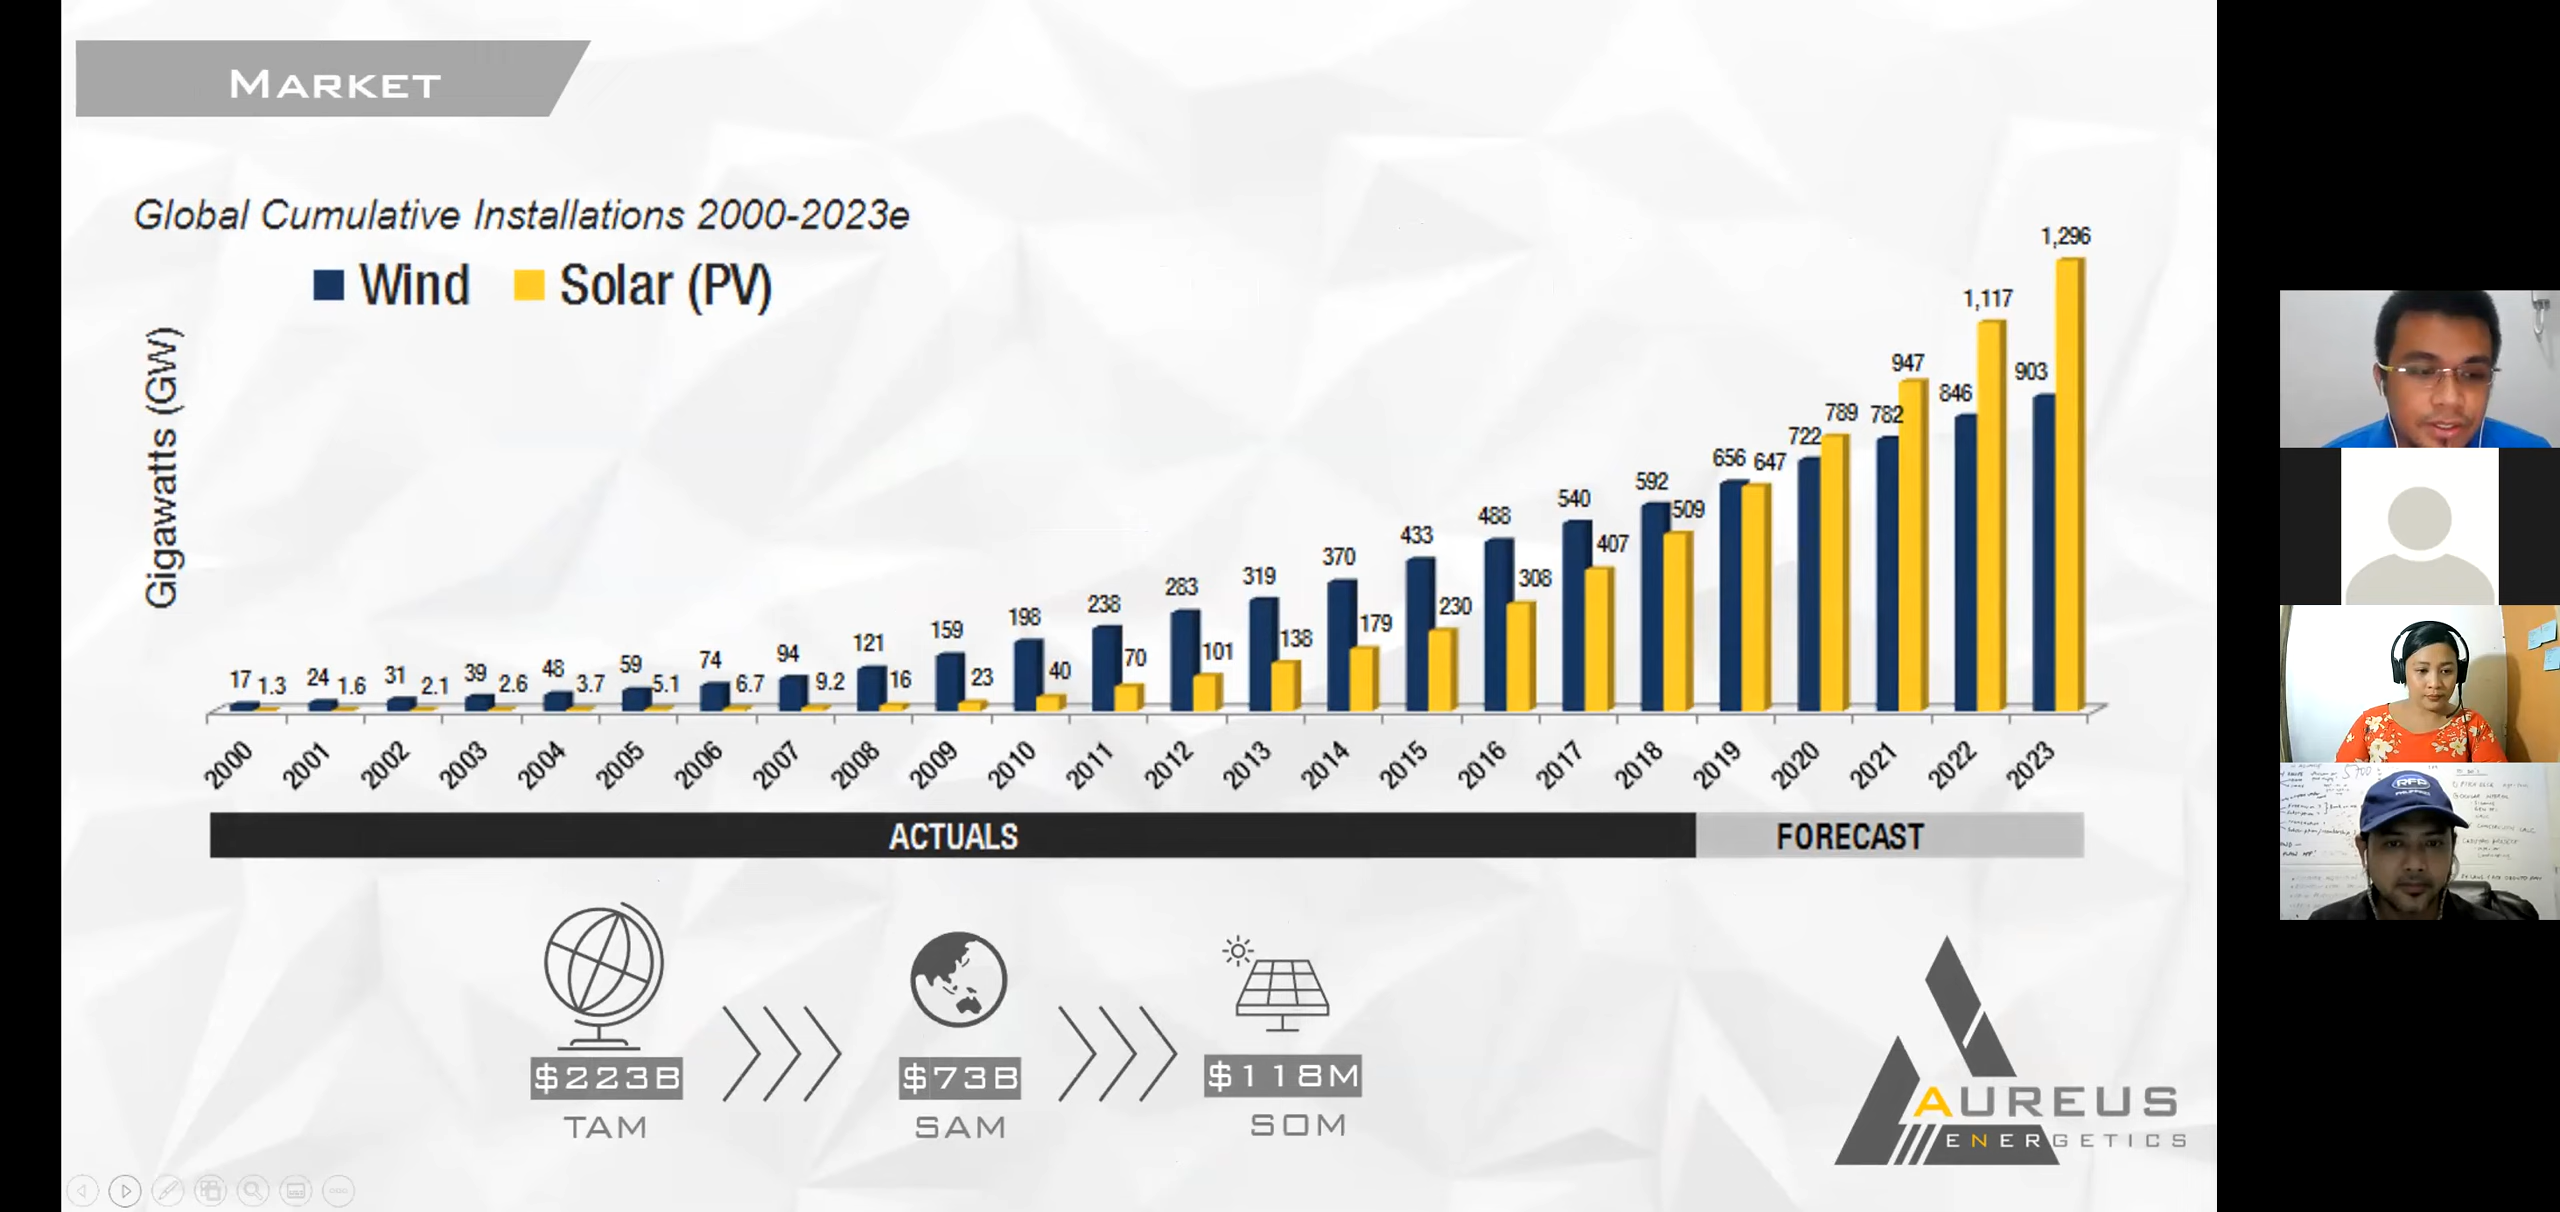 MARKET
Global Cumulative Installations 2000-2023e
Wind Solar (PV)
Gigawatts (GW)
17 1.3 24 1.6 31 2.1 39 2.6 48 3.7 59 5.1 74 6.7 94 9.2 121 16 159 23 198 40 238 70 283 101 319 138 370 179 433 230 488 308 540 407 592 509 656 647 722 789 782 947 846 1,117 903 1,296
2000 2001 2002 2003 2004 2005 2006 2007 2008 2009 2010 2011 2012 2013 2014 2015 2016 2017 2018 2019 2020 2021 2022 2023
ACTUALS FORECAST
$223B $73B $118M
TAM SAM SOM
AUREUS
ENERGETICS
RFP